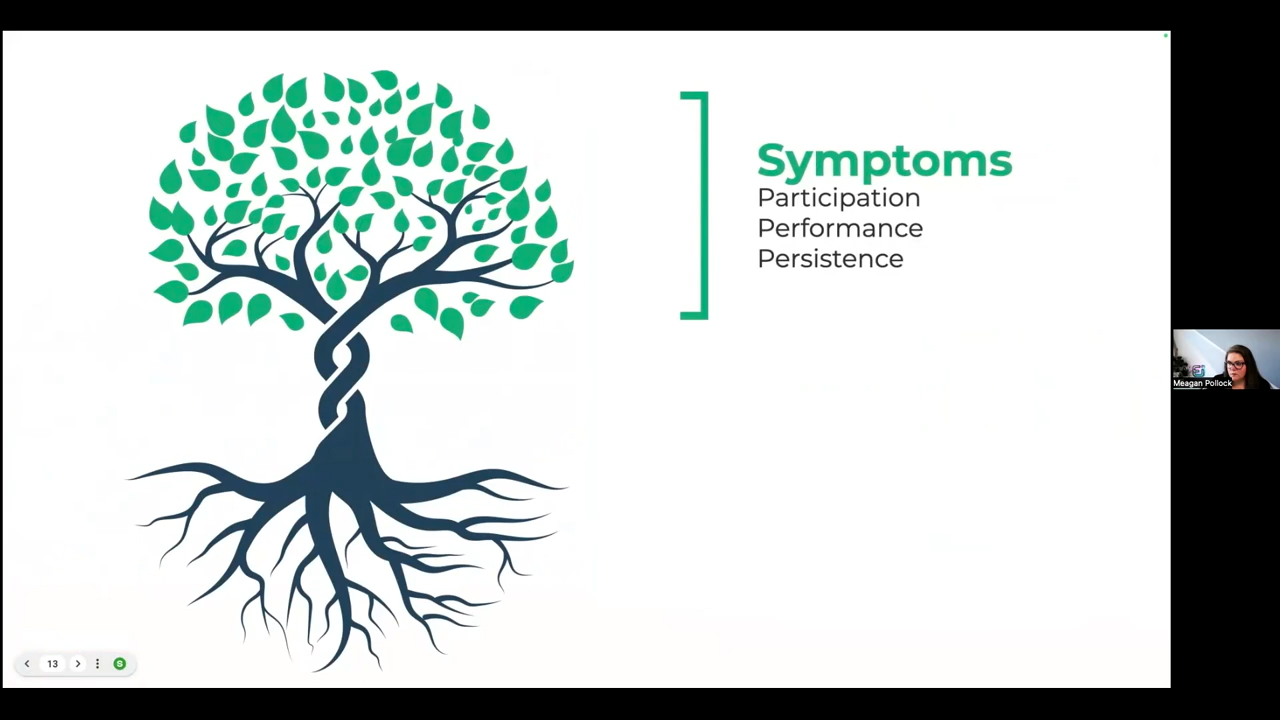 Symptoms
Participation
Performance
Persistence
Meagan Pollock
13
S